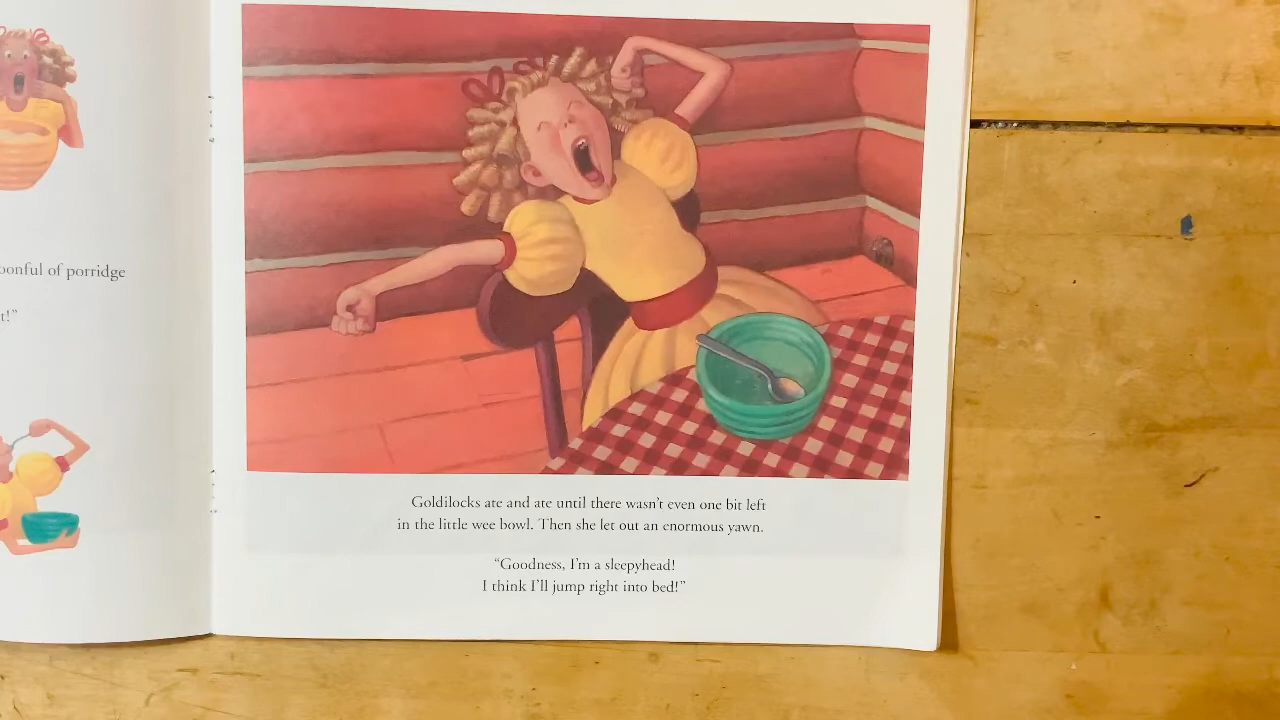 of porridge
Goldilocks ate and ate until there wasn't even one bit left
in the little wee bowl. Then she let out an enormous yawn.
“Goodness, I'm a sleepyhead!
I think I'll jump right into bed!”